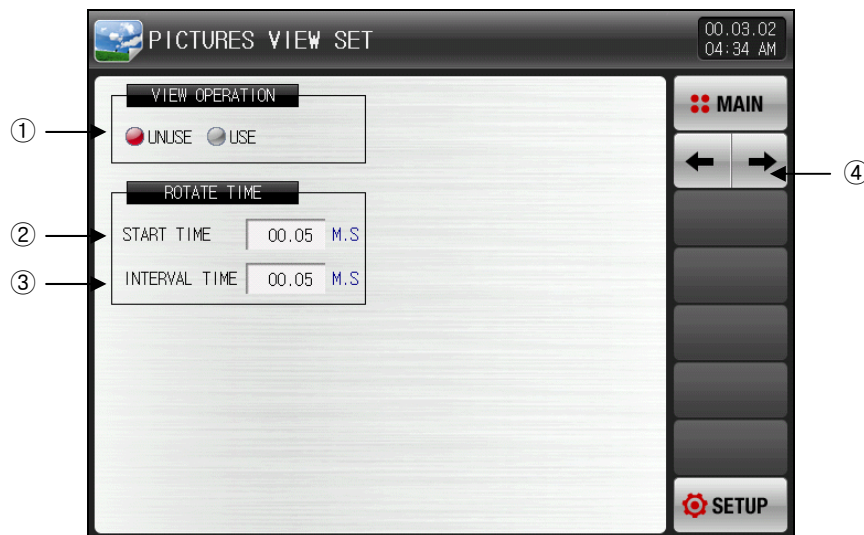 PICTURES VIEW SET
00.03.02
04:34 AM
VIEW OPERATION
MAIN
① UNUSE USE
④
ROTATE TIME
② START TIME 00.05 M.S
③ INTERVAL TIME 00.05 M.S
SETUP